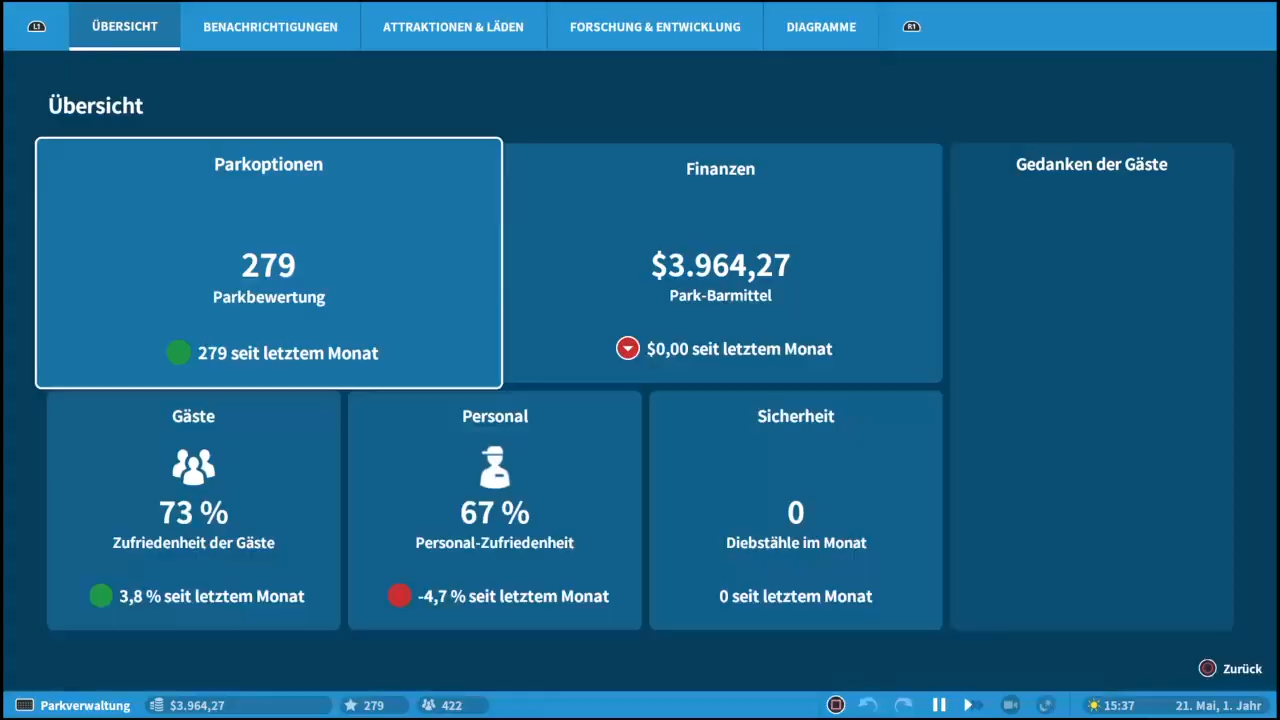 L1
ÜBERSICHT
BENACHRICHTIGUNGEN
ATTRAKTIONEN & LÄDEN
FORSCHUNG & ENTWICKLUNG
DIAGRAMME
R1
Übersicht
Parkoptionen
279
Parkbewertung
279 seit letztem Monat
Finanzen
$3.964,27
Park-Barmittel
$0,00 seit letztem Monat
Gedanken der Gäste
Gäste
73 %
Zufriedenheit der Gäste
3,8 % seit letztem Monat
Personal
67 %
Personal-Zufriedenheit
-4,7 % seit letztem Monat
Sicherheit
0
Diebstähle im Monat
0 seit letztem Monat
Zurück
Parkverwaltung
$3.964,27
279
422
15:37
21. Mai, 1. Jahr